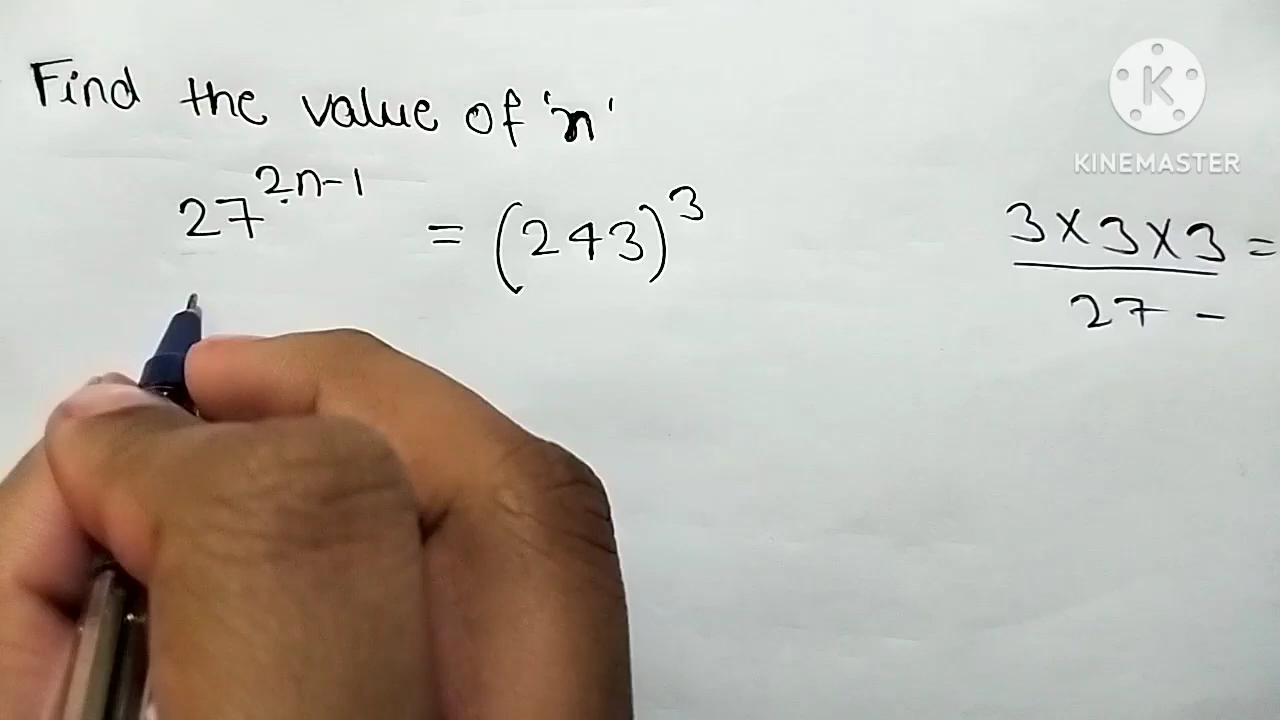 Find the value of 'n'
27^{2n-1} = (243)^3
3×3×3 =
27 -
KINEMASTER